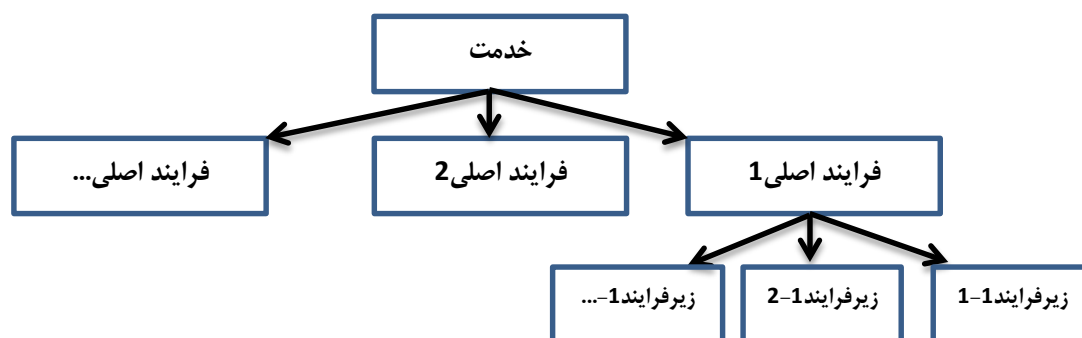 خدمت
فرایند اصلی1
فرایند اصلی2
فرایند اصلی...
زیرفرایند1-1
زیرفرایند1-2
زیرفرایند1-...